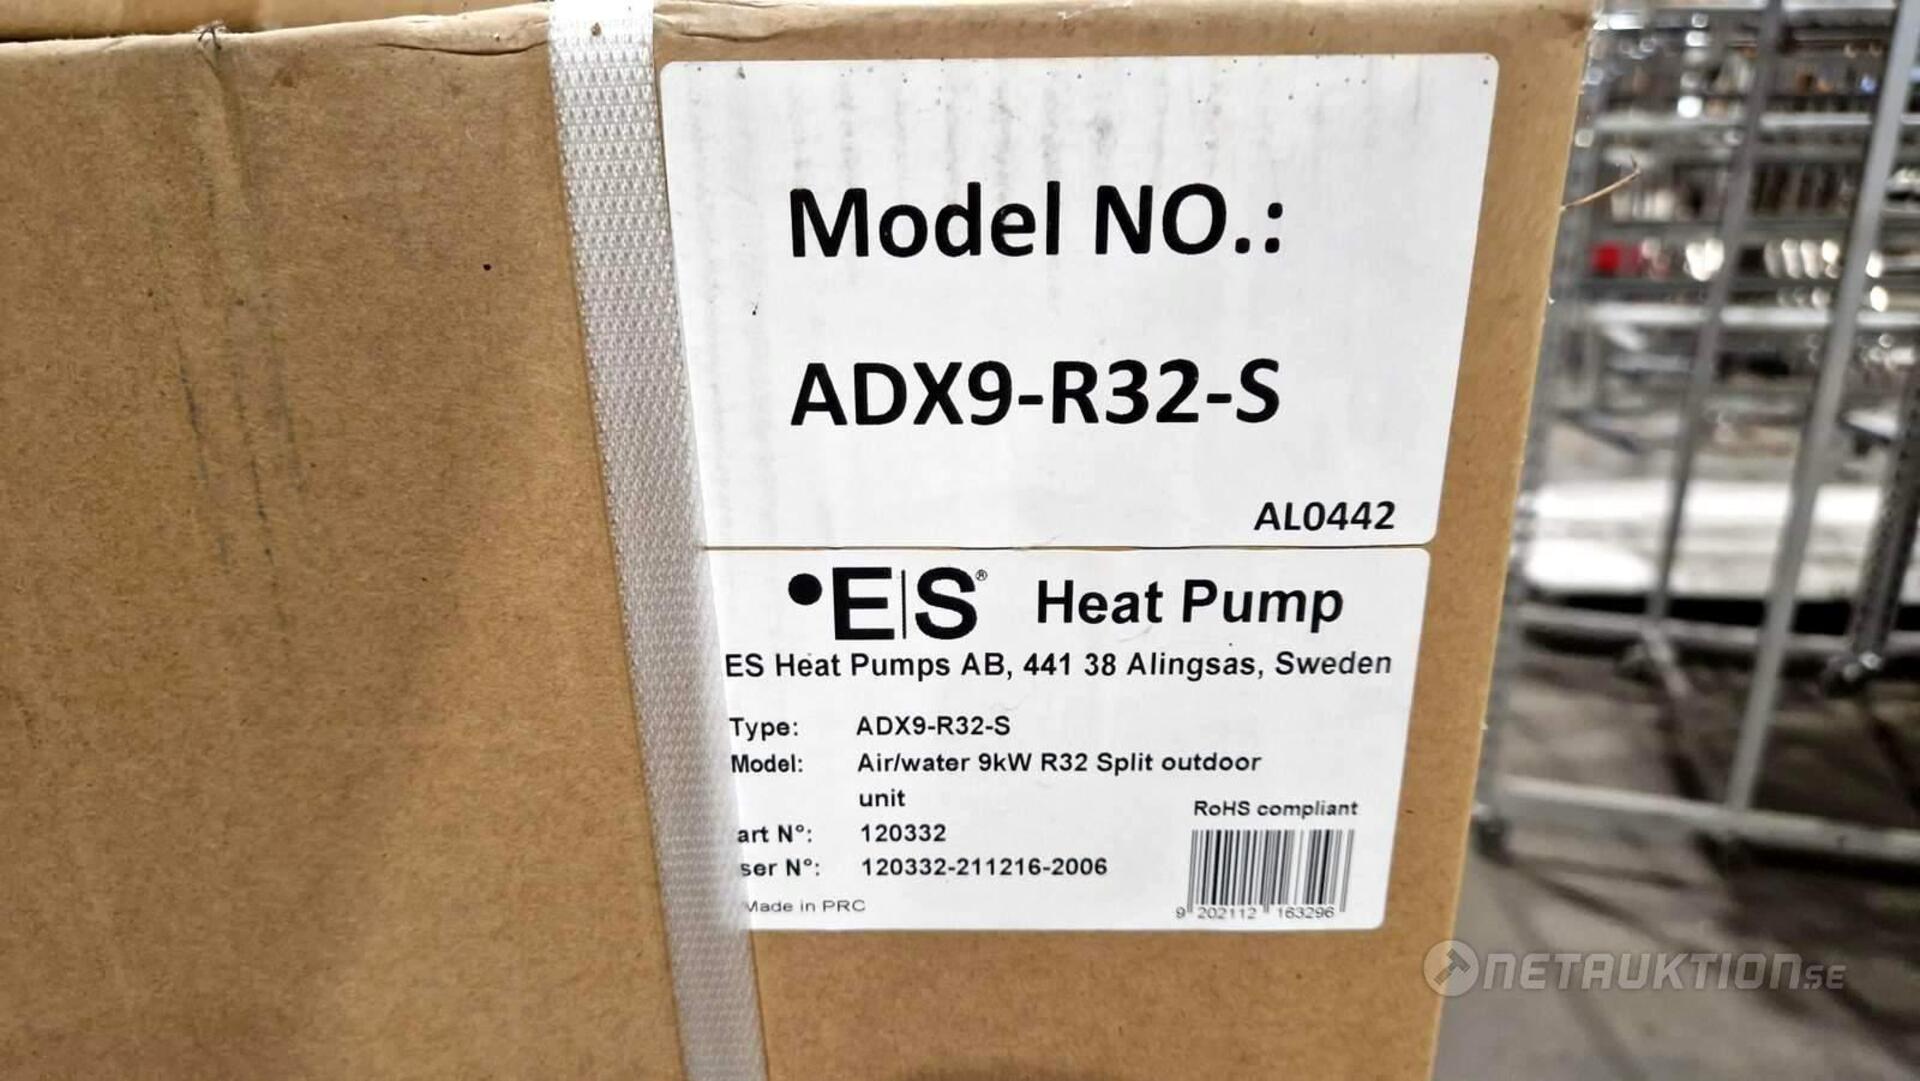 Model NO.:
ADX9-R32-S
AL0442
E|S® Heat Pump
ES Heat Pumps AB, 441 38 Alingsas, Sweden
Type: ADX9-R32-S
Model: Air/water 9kW R32 Split outdoor
unit
RoHS compliant
art N°: 120332
ser N°: 120332-211216-2006
Made in PRC
9 202112 163296
NETAUKTION.SE